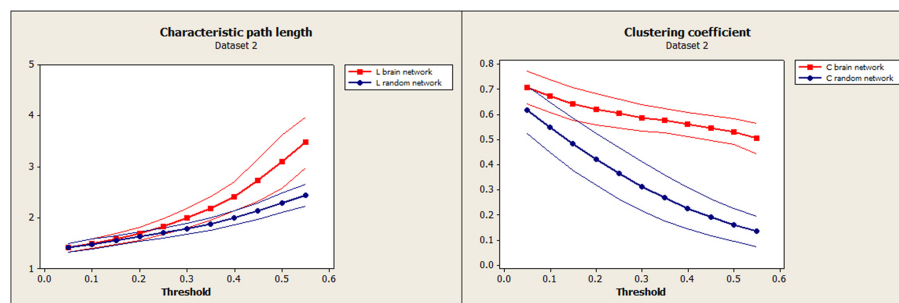 Characteristic path length
Dataset 2
L brain network
L random network
5
4
3
2
1
0.0 0.1 0.2 0.3 0.4 0.5 0.6
Threshold
Clustering coefficient
Dataset 2
C brain network
C random network
0.8
0.7
0.6
0.5
0.4
0.3
0.2
0.1
0.0
0.0 0.1 0.2 0.3 0.4 0.5 0.6
Threshold